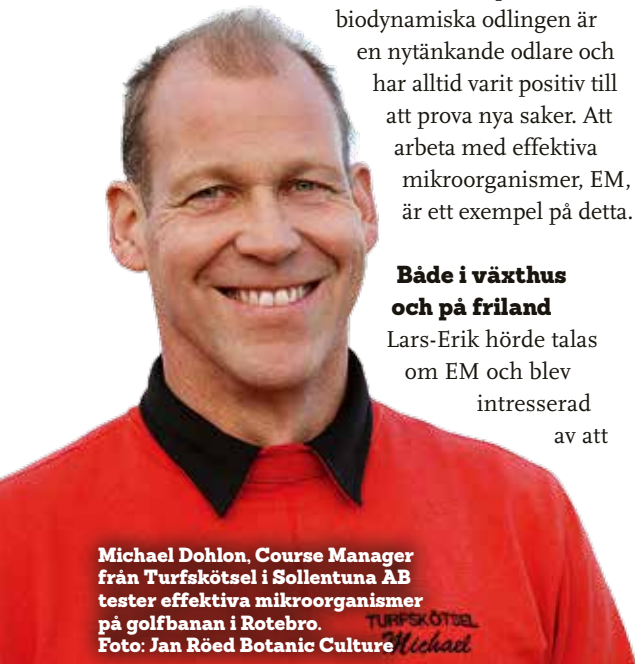 biodynamiska odlingen är
en nytänkande odlare och
har alltid varit positiv till
att prova nya saker. Att
arbeta med effektiva
mikroorganismer, EM,
är ett exempel på detta.
Både i växthus
och på friland
Lars-Erik hörde talas
om EM och blev
intresserad
av att
Michael Dohlon, Course Manager
från Turfskötsel i Sollentuna AB
tester effektiva mikroorganismer
på golfbanan i Rotebro.
Foto: Jan Röed Botanic Culture
TURFSKÖTSEL
Michael